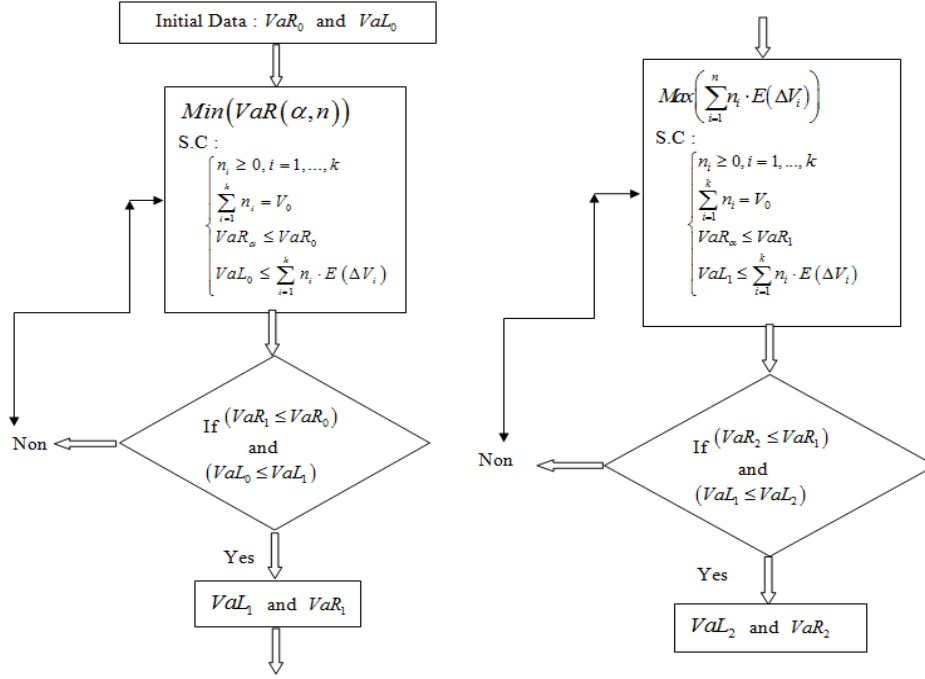 Initial Data : VaR₀ and VaL₀
Min(VaR(α,n))
S.C :
nᵢ ≥ 0, i = 1,...,k
∑ᵢ₌₁ᵏ nᵢ = V₀
VaRα ≤ VaR₀
VaL₀ ≤ ∑ᵢ₌₁ᵏ nᵢ · E(ΔVᵢ)
If (VaR₁ ≤ VaR₀)
and
(VaL₀ ≤ VaL₁)
Non
Yes
VaL₁ and VaR₁
Max(∑ᵢ₌₁ⁿ nᵢ · E(ΔVᵢ))
S.C :
nᵢ ≥ 0, i = 1,...,k
∑ᵢ₌₁ᵏ nᵢ = V₀
VaRα ≤ VaR₁
VaL₁ ≤ ∑ᵢ₌₁ᵏ nᵢ · E(ΔVᵢ)
If (VaR₂ ≤ VaR₁)
and
(VaL₁ ≤ VaL₂)
Non
Yes
VaL₂ and VaR₂